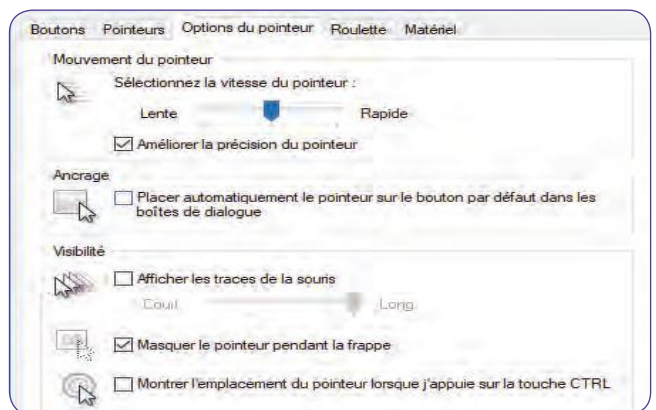 Boutons Pointeurs Options du pointeur Roulette Matériel
Mouvement du pointeur
Sélectionnez la vitesse du pointeur :
Lente Rapide
Améliorer la précision du pointeur
Ancrage
Placer automatiquement le pointeur sur le bouton par défaut dans les
boîtes de dialogue
Visibilité
Afficher les traces de la souris
Court Long
Masquer le pointeur pendant la frappe
Montrer l'emplacement du pointeur lorsque j'appuie sur la touche CTRL